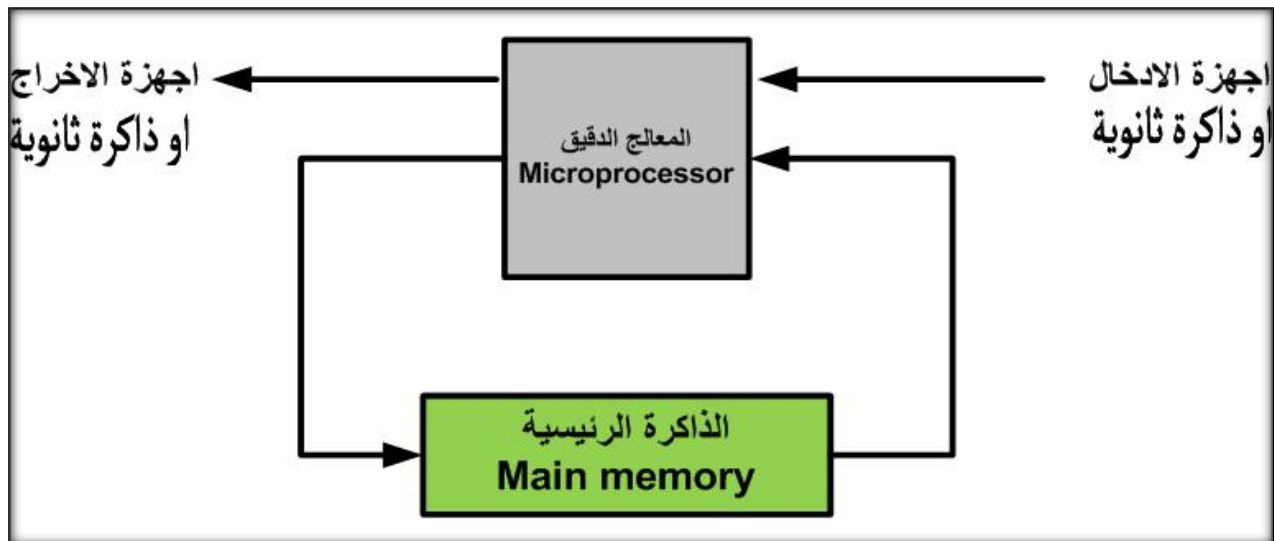 اجهزة الادخال
او ذاكرة ثانوية
المعالج الدقيق
Microprocessor
اجهزة الاخراج
او ذاكرة ثانوية
الذاكرة الرئيسية
Main memory